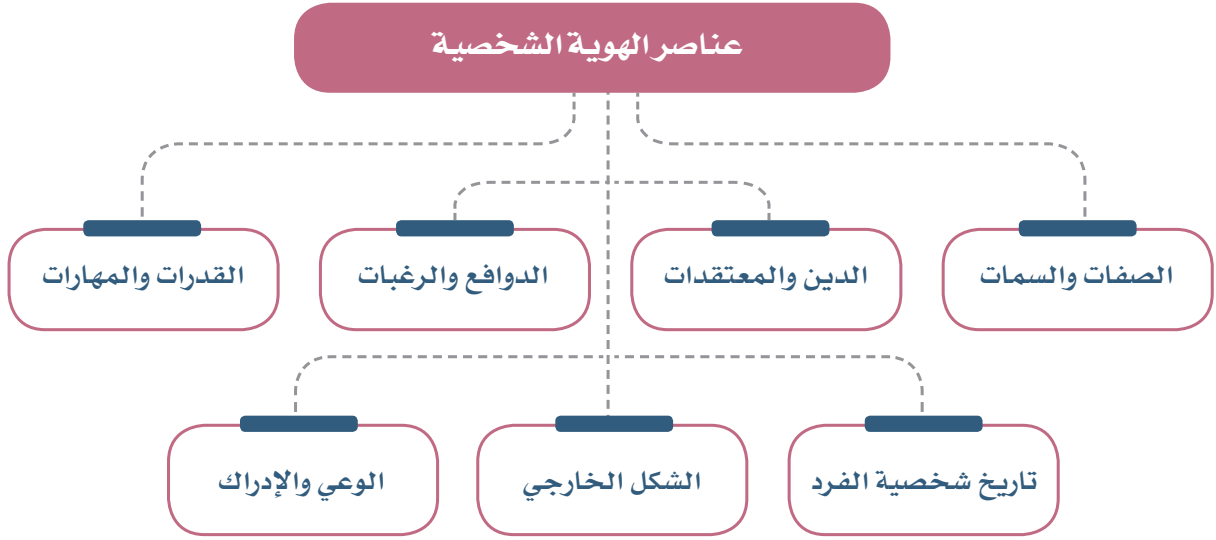 عناصر الهوية الشخصية
الصفات والسمات
الدين والمعتقدات
الدوافع والرغبات
القدرات والمهارات
تاريخ شخصية الفرد
الشكل الخارجي
الوعي والإدراك